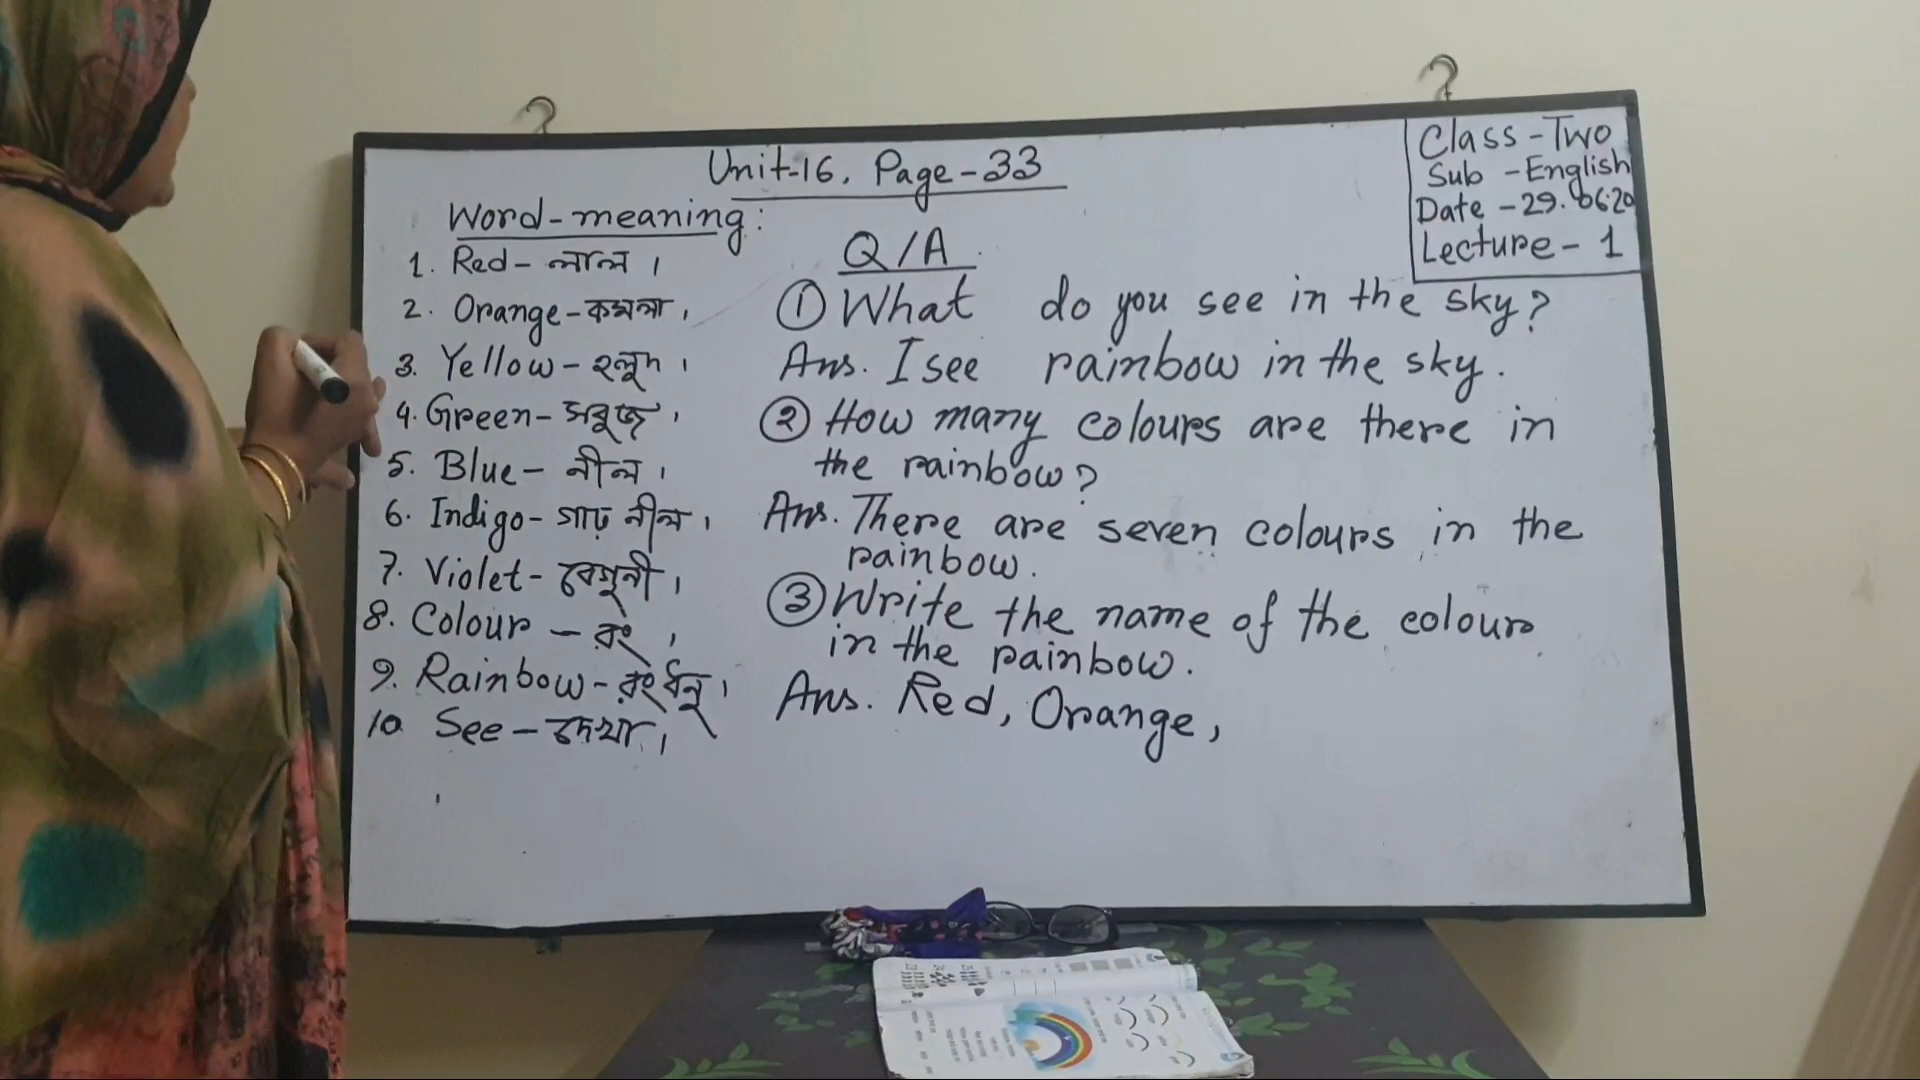 Unit-16, Page-33
Class-Two
Sub-English
Date-29.06.20
Lecture-1
Word-meaning:
1. Red-লাল।
2. Orange-কমলা।
3. Yellow-হলুদ।
4. Green-সবুজ।
5. Blue-নীল।
6. Indigo-গাঢ় নীল।
7. Violet-বেগুনী।
8. Colour-রং।
9. Rainbow-রংধনু।
10. See-দেখা।
Q/A
① What do you see in the sky?
Ans. I see rainbow in the sky.
② How many colours are there in
the rainbow?
Ans. There are seven colours in the
rainbow.
③ Write the name of the colours
in the rainbow.
Ans. Red, Orange,